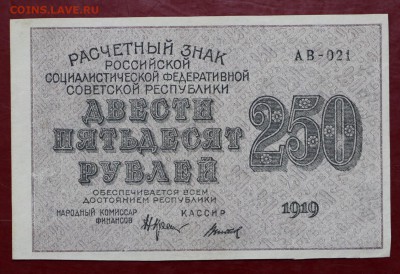 COINS.LAVE.RU
РАСЧЕТНЫЙ ЗНАК
РОССИЙСКОЙ
СОЦИАЛИСТИЧЕСКОЙ ФЕДЕРАТИВНОЙ
СОВЕТСКОЙ РЕСПУБЛИКИ
АВ-021
ДВЕСТИ
ПЯТЬДЕСЯТ
РУБЛЕЙ
250
ОБЕСПЕЧИВАЕТСЯ ВСЕМ
ДОСТОЯНИЕМ РЕСПУБЛИКИ
НАРОДНЫЙ КОМИССАР
ФИНАНСОВ
КАССИР
1919